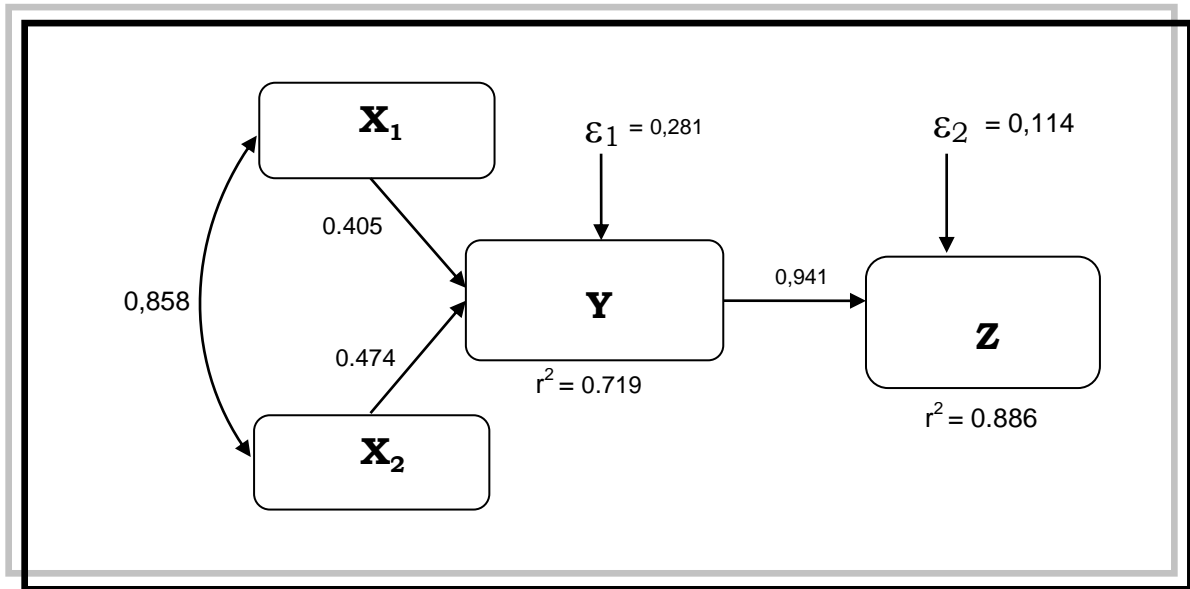 X₁
ε₁ = 0,281
ε₂ = 0,114
0.405
0,858
Y
0,941
Z
0.474
r² = 0.719
r² = 0.886
X₂